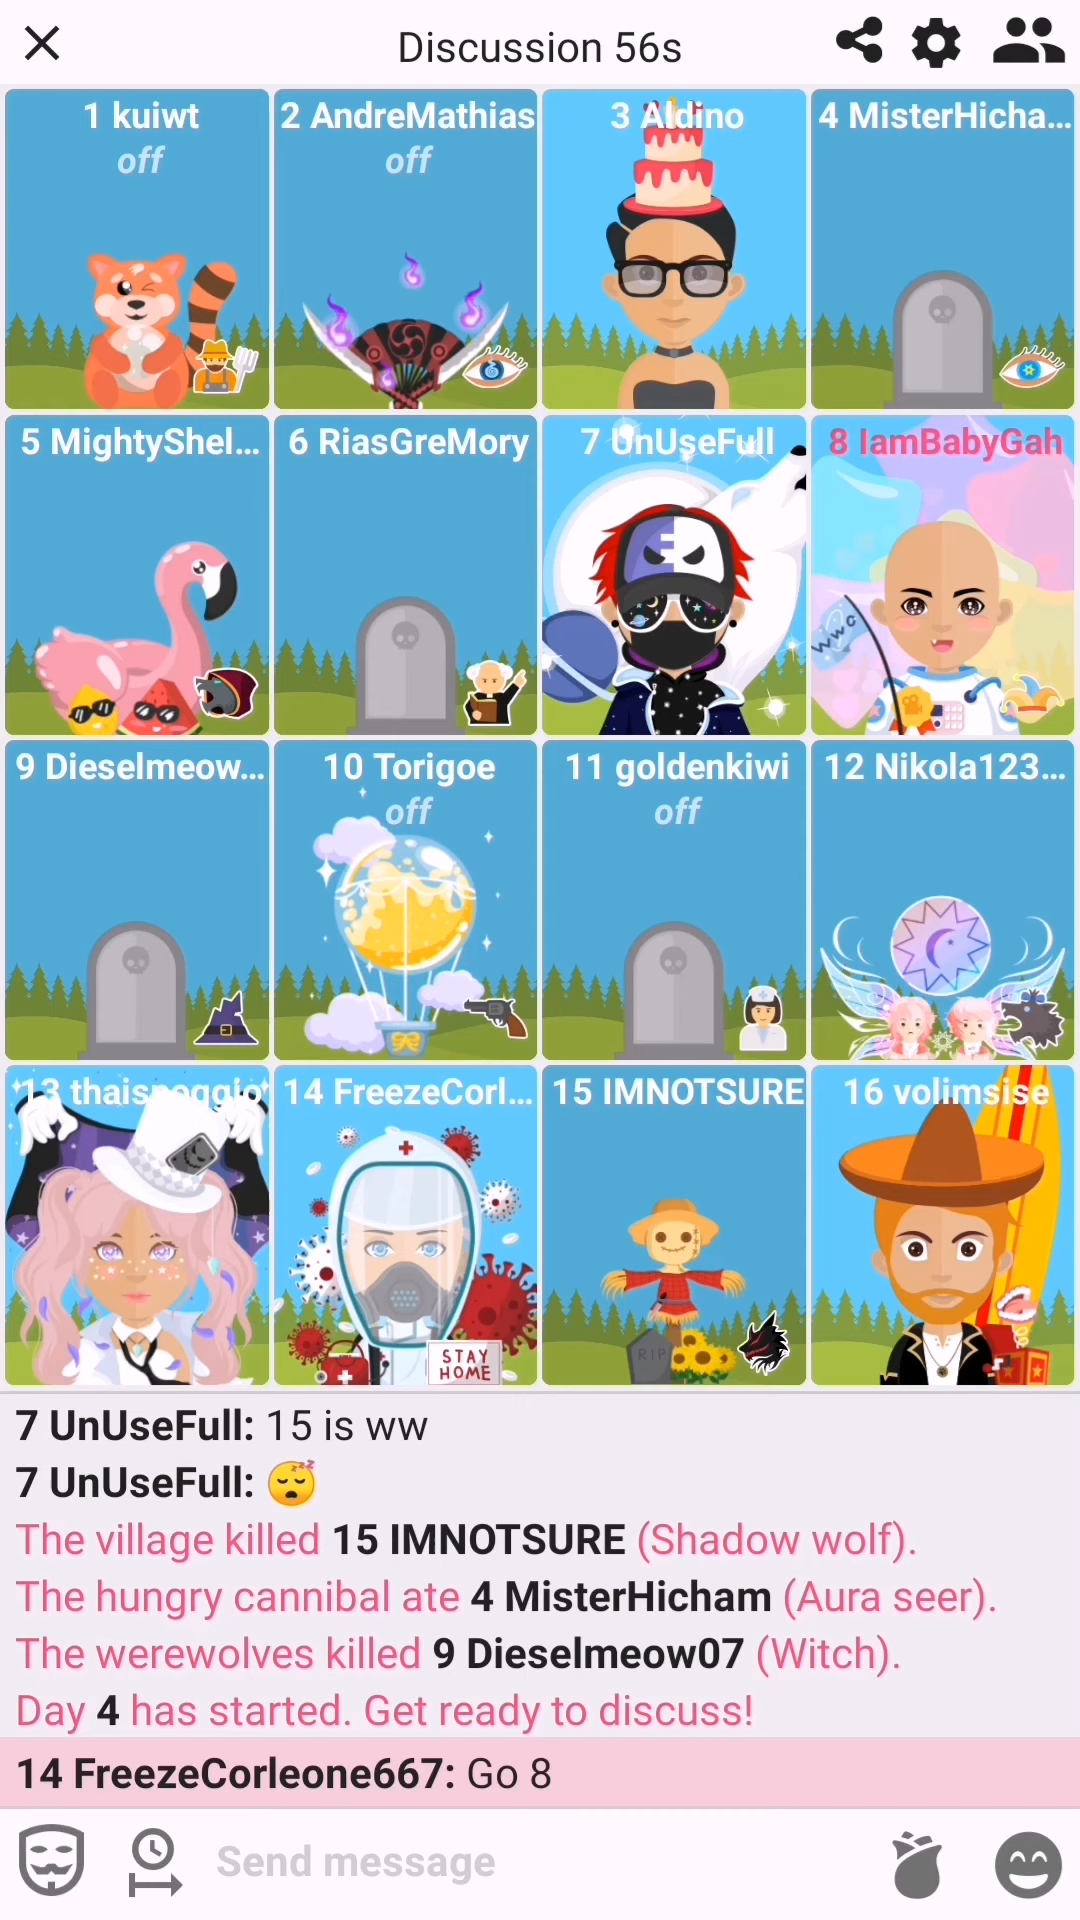 Discussion 56s
1 kuiwt
off
2 AndreMathias
off
3 Aldino
4 MisterHicha...
5 MightyShel...
6 RiasGreMory
7 UnUseFull
8 IamBabyGah
wwo
9 Dieselmeow...
10 Torigoe
off
11 goldenkiwi
off
12 Nikola123...
13 thaispoggio
14 FreezeCorl...
STAY
HOME
15 IMNOTSURE
RIP
16 volimsise
7 UnUseFull: 15 is ww
7 UnUseFull: 😴
The village killed 15 IMNOTSURE (Shadow wolf).
The hungry cannibal ate 4 MisterHicham (Aura seer).
The werewolves killed 9 Dieselmeow07 (Witch).
Day 4 has started. Get ready to discuss!
14 FreezeCorleone667: Go 8
Send message